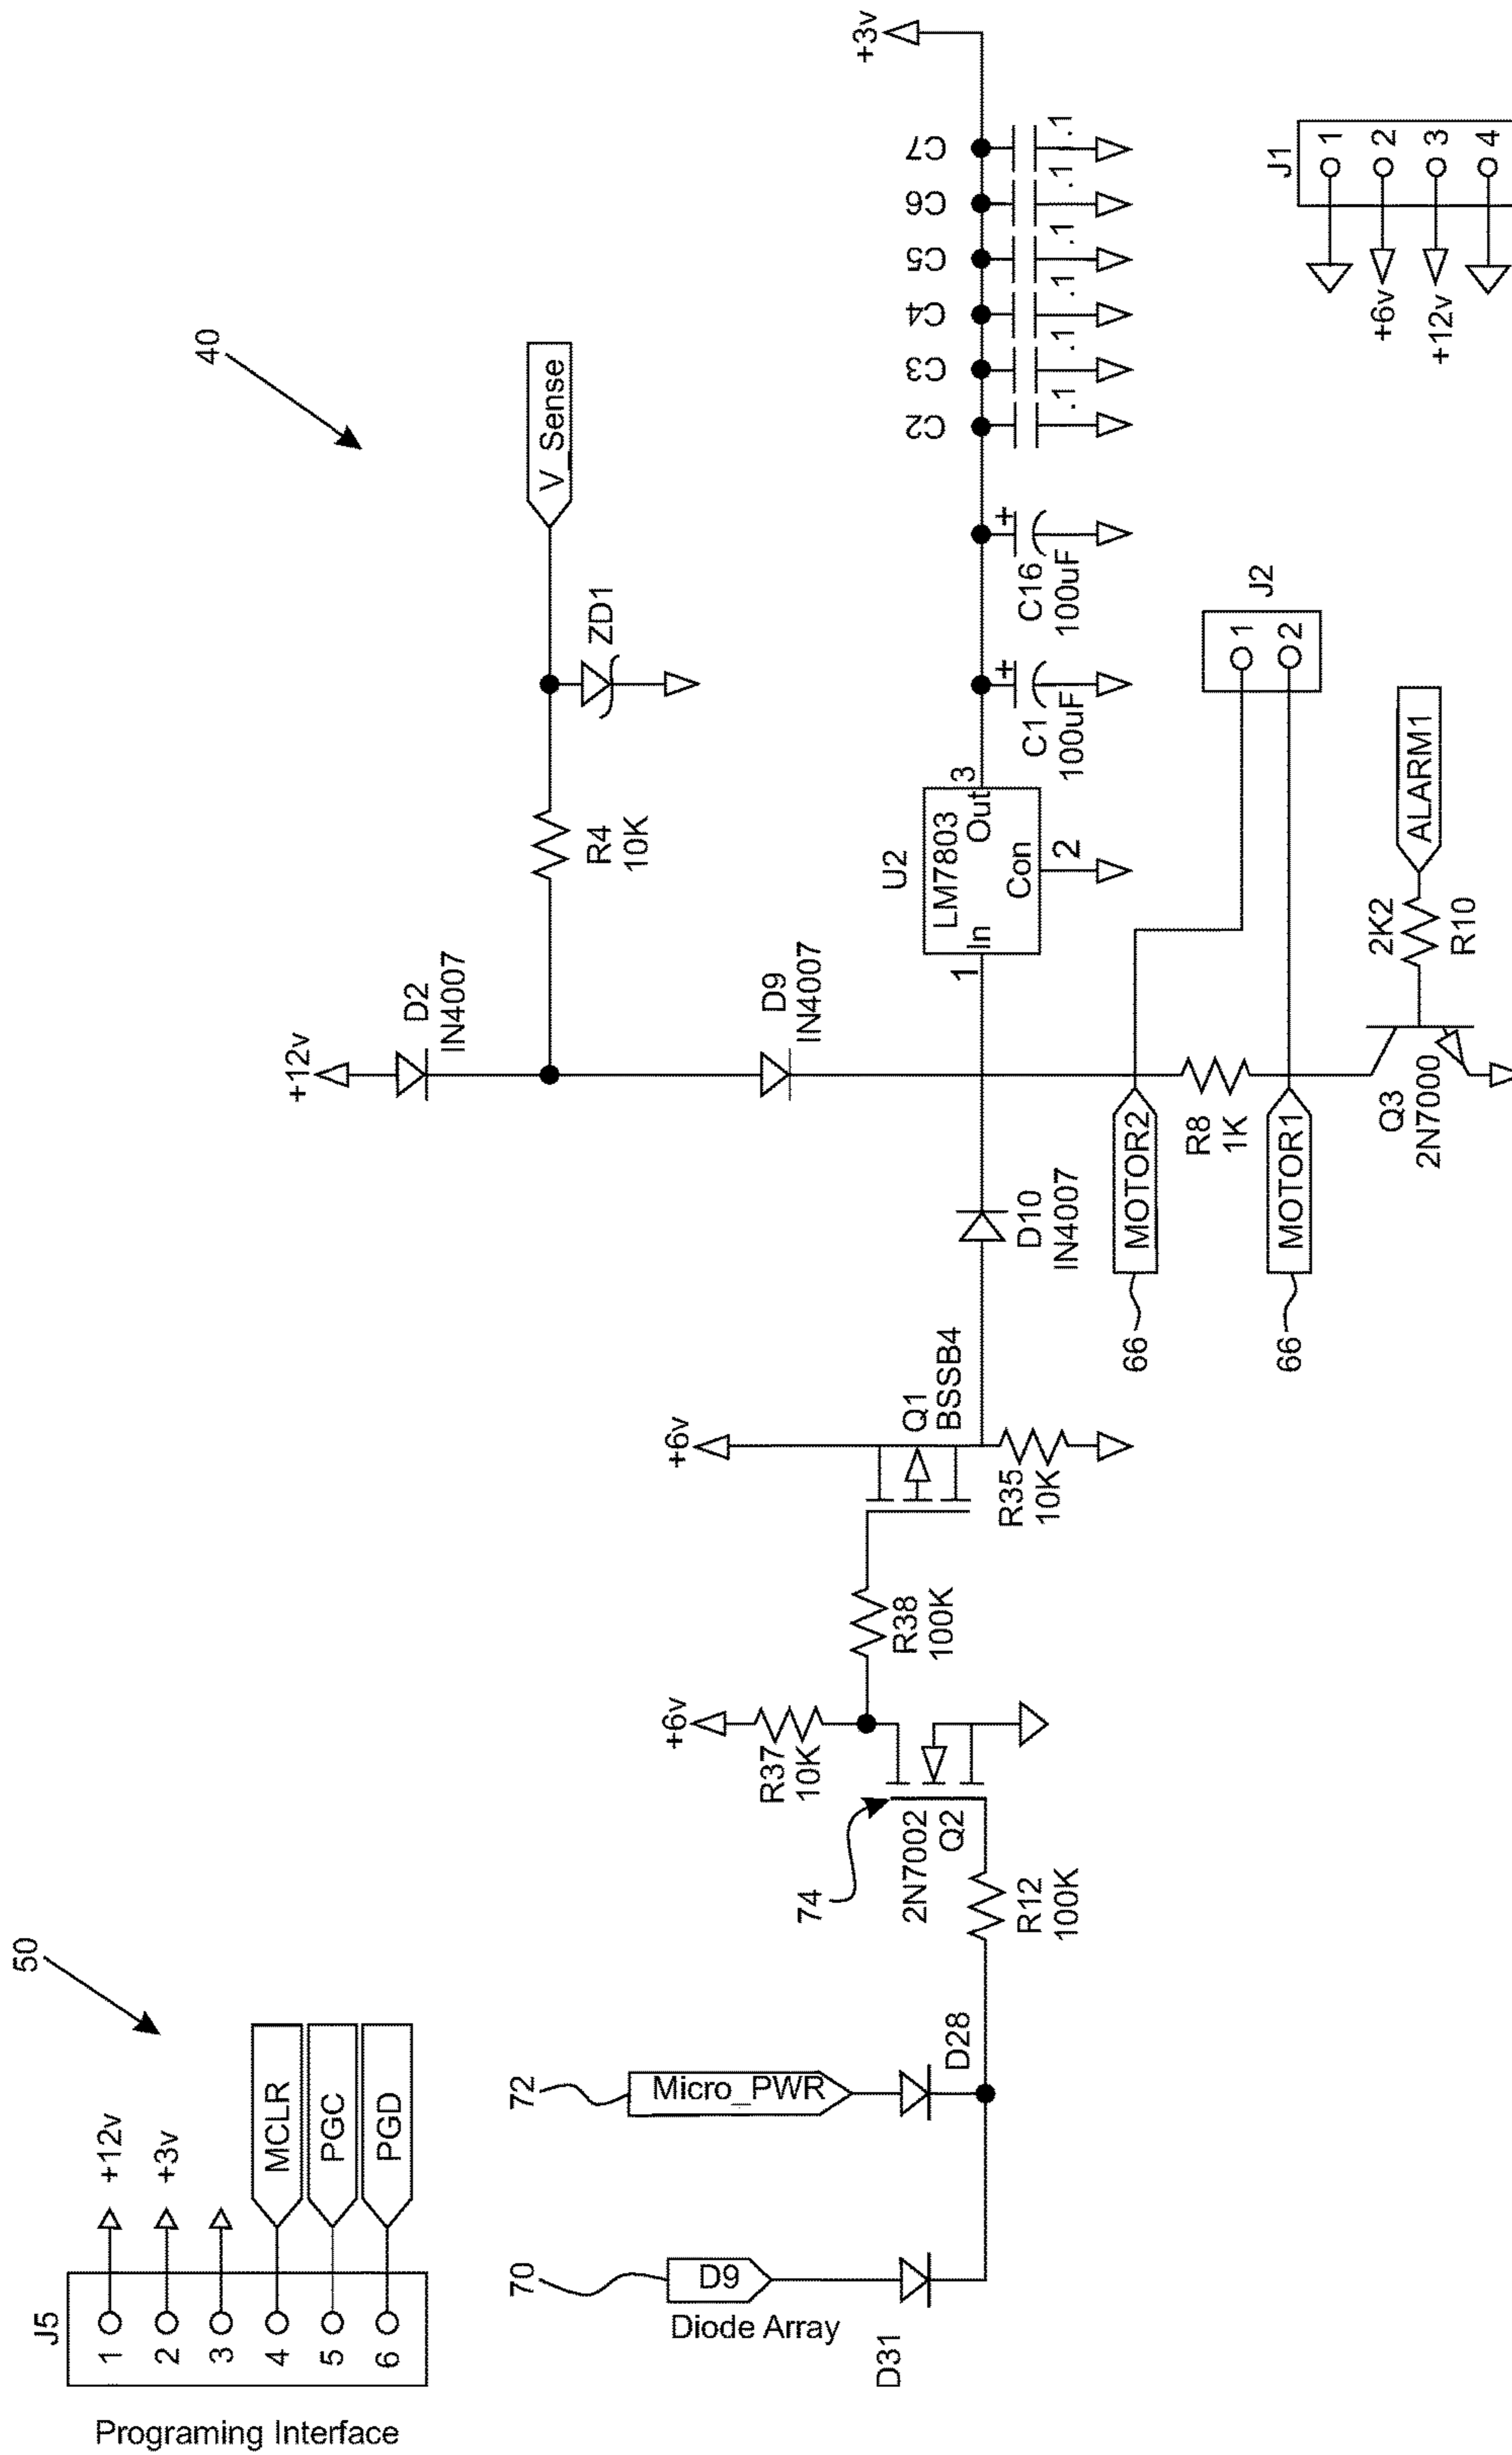 50
J5
1
+12v
2
+3v
3
4
MCLR
5
PGC
6
PGD
Programing Interface
70
D9
Diode Array
D31
72
Micro_PWR
D28
R12
100K
74
2N7002
Q2
+6v
R37
10K
R38
100K
+6v
Q1
BSSB4
R35
10K
D10
IN4007
40
+12v
D2
IN4007
R4
10K
V_Sense
ZD1
D9
IN4007
U2
LM7803
In
Out
Con
1
3
2
C1
100uF
+
C16
100uF
+
C2
.1
C3
.1
C4
.1
C5
.1
C6
.1
C7
.1
+3v
66
MOTOR2
R8
1K
66
MOTOR1
J2
1
2
Q3
2N7000
2K2
R10
ALARM1
J1
1
2
+6v
3
+12v
4